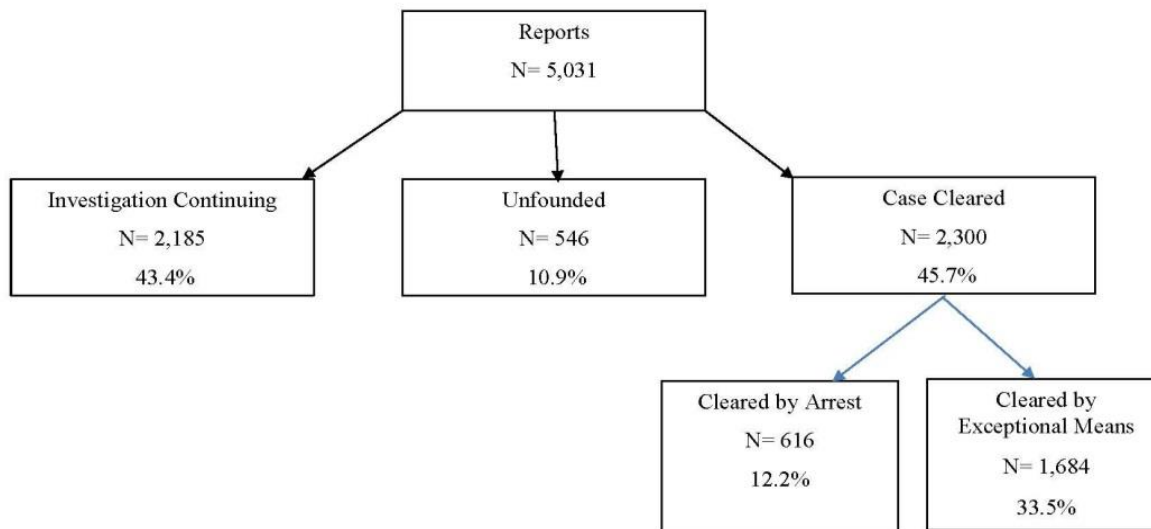 Reports
N= 5,031
Investigation Continuing
N= 2,185
43.4%
Unfounded
N= 546
10.9%
Case Cleared
N= 2,300
45.7%
Cleared by Arrest
N= 616
12.2%
Cleared by
Exceptional Means
N= 1,684
33.5%